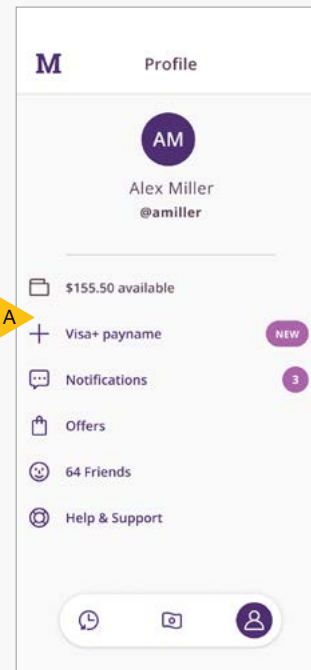 M Profile
AM
Alex Miller
@amiller
$155.50 available
A
Visa+ payname NEW
Notifications 3
Offers
64 Friends
Help & Support